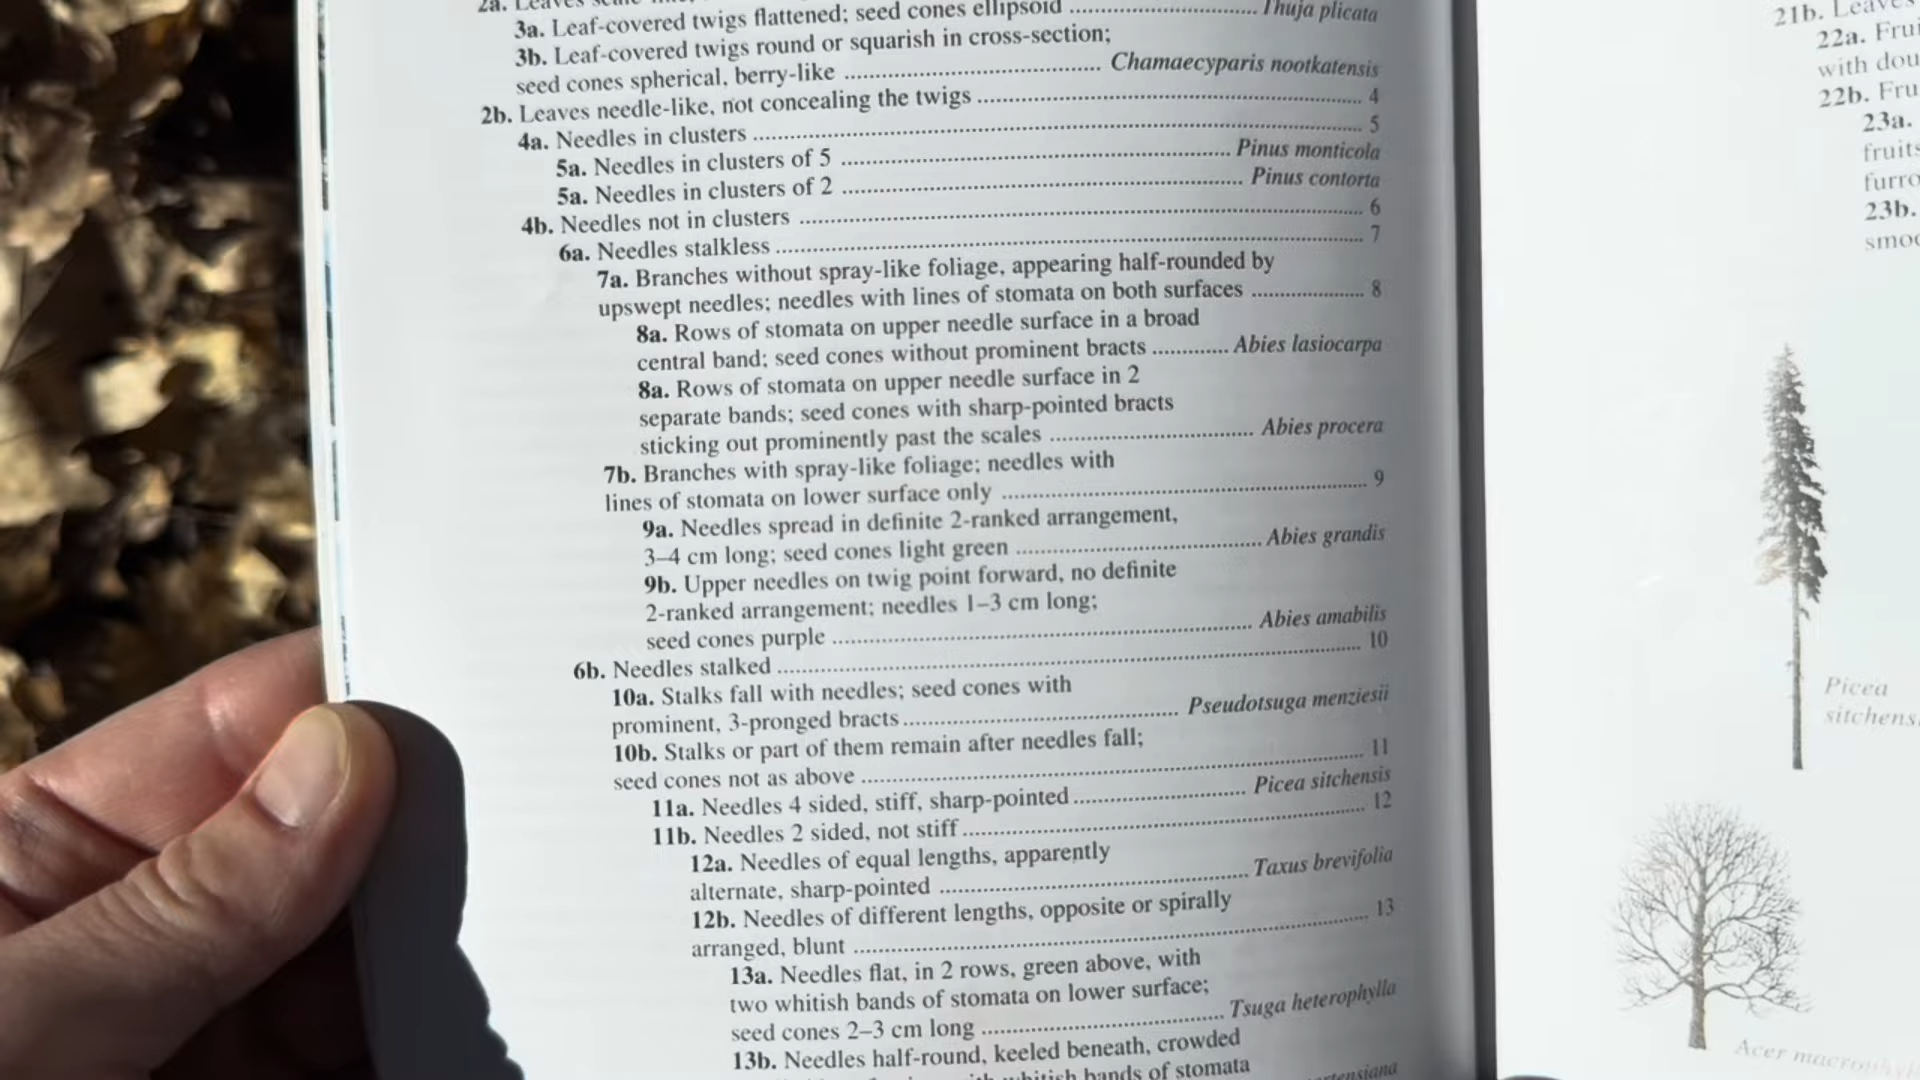 2a. Leaves
3a. Leaf-covered twigs flattened; seed cones ellipsoid ............ Thuja plicata
3b. Leaf-covered twigs round or squarish in cross-section;
seed cones spherical, berry-like ............ Chamaecyparis nootkatensis
2b. Leaves needle-like, not concealing the twigs ............ 4
4a. Needles in clusters ............ 5
5a. Needles in clusters of 5 ............ Pinus monticola
5a. Needles in clusters of 2 ............ Pinus contorta
4b. Needles not in clusters ............ 6
6a. Needles stalkless ............ 7
7a. Branches without spray-like foliage, appearing half-rounded by
upswept needles; needles with lines of stomata on both surfaces ............ 8
8a. Rows of stomata on upper needle surface in a broad
central band; seed cones without prominent bracts ............ Abies lasiocarpa
8a. Rows of stomata on upper needle surface in 2
separate bands; seed cones with sharp-pointed bracts
sticking out prominently past the scales ............ Abies procera
7b. Branches with spray-like foliage; needles with
lines of stomata on lower surface only ............ 9
9a. Needles spread in definite 2-ranked arrangement,
3–4 cm long; seed cones light green ............ Abies grandis
9b. Upper needles on twig point forward, no definite
2-ranked arrangement; needles 1–3 cm long;
seed cones purple ............ Abies amabilis
6b. Needles stalked ............ 10
10a. Stalks fall with needles; seed cones with
prominent, 3-pronged bracts ............ Pseudotsuga menziesii
10b. Stalks or part of them remain after needles fall;
seed cones not as above ............ 11
11a. Needles 4 sided, stiff, sharp-pointed ............ Picea sitchensis
11b. Needles 2 sided, not stiff ............ 12
12a. Needles of equal lengths, apparently
alternate, sharp-pointed ............ Taxus brevifolia
12b. Needles of different lengths, opposite or spirally
arranged, blunt ............ 13
13a. Needles flat, in 2 rows, green above, with
two whitish bands of stomata on lower surface;
seed cones 2–3 cm long ............ Tsuga heterophylla
13b. Needles half-round, keeled beneath, crowded
whitish bands of stomata
21b. Leaves
22a. Frui
with dou
22b. Fru
23a.
fruits
furro
23b.
smoo
Picea
sitchens
Acer macrophyl